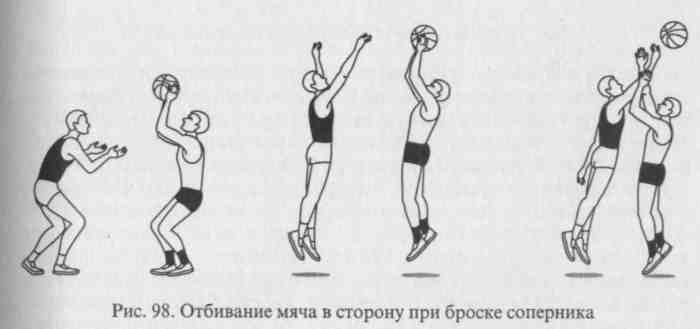 Рис. 98. Отбивание мяча в сторону при броске соперника